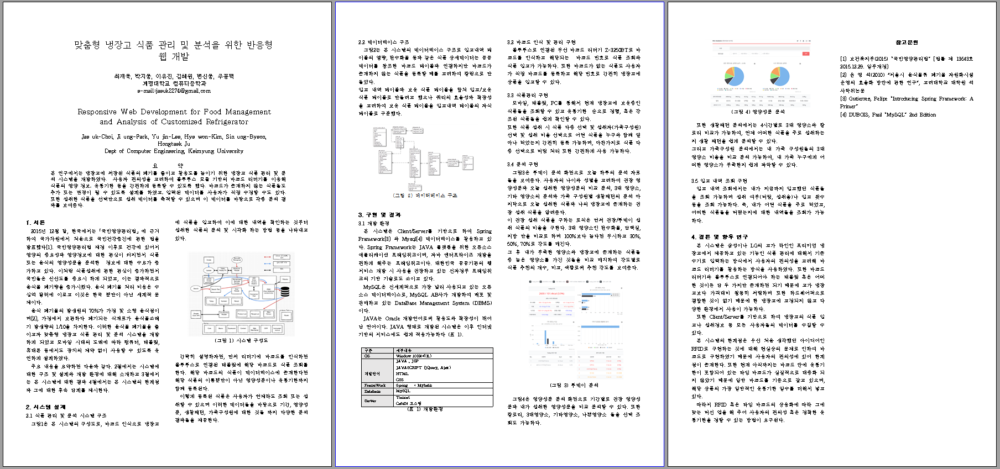 맞춤형 냉장고 식품 관리 및 분석을 위한 반응형
웹 개발
최재욱, 박지웅, 이유진, 김혜원, 변신웅, 주홍택
계명대학교 컴퓨터공학과
e-mail:jaeuk2274@gmail.com
Responsive Web Development for Food Management
and Analysis of Customized Refrigerator
Jae uk-Choi, Ji ung-Park, Yu jin-Lee, Hye won-Kim, Sin ung-Byeon,
Hongtaek Ju
Dept of Computer Engineering, Keimyung University
요 약
본 연구에서는 냉장고에 저장된 식품의 폐기를 줄이고 활용도를 높이기 위한 냉장고 식품 관리 및 분
석 시스템을 개발하였다. 사용자 편의성을 고려하여 블루투스 모듈 기반의 바코드 리더기를 이용해
식품의 영양 정보, 유통기한 등을 간편하게 등록할 수 있도록 했다. 바코드가 존재하지 않는 식품들도
추가 또는 변경이 될 수 있도록 설계를 하였고, 입력된 데이터를 사용자가 직접 수정할 수도 있다.
또한 섭취한 식품을 선택만으로 섭취 데이터를 축적할 수 있으며 이 데이터를 바탕으로 각종 분석 결
과를 보여준다.
1. 서론
2015년 12월 말, 한국에서는「국민영양관리법」에 근거
하여 국가차원에서 처음으로 국민건강증진에 관한 법을
발표했다[1]. 국민영양관리법 제정 이후로 건강에 있어서
영양의 중요성과 영양정보에 대한 관심이 커지면서 식품
또는 음식의 영양성분을 분석한 정보에 대한 수요가 증
가하고 있다. 이처럼 식품섭취에 관한 관심이 증가하면서
국민들은 신선도를 중요시 하게 되었고, 이는 결과적으로
음식물 폐기량을 증가시켰다. 음식 폐기물 처리 비용은 수
십억 달러에 이르고 이것은 한국 뿐만이 아닌 세계적 문
제이다.
음식 폐기물의 발생원의 70%가 가정 및 소형 음식점이
며[2], 가정에서 보관하다 폐기되는 식재료가 음식물쓰레
기 발생량의 1/10을 차지한다. 이러한 음식물 폐기물을 줄
이고자 맞춤형 냉장고 식품 관리 및 분석 시스템을 개발
하게 되었고 모바일 시대의 도래에 따라 컴퓨터, 태블릿,
휴대폰 등에서도 장치의 제약 없이 사용할 수 있도록 유
연하게 설계하였다.
주요 내용을 요약하면 다음과 같다. 2절에서는 시스템에
대한 구조 및 설계와 개발 환경에 대해 소개하고 3절에서
는 본 시스템에 대한 결과 4절에서는 본 시스템의 한계점
과 그에 대한 후속 단계를 제시한다.
2. 시스템 설계
2.1 식품 관리 및 분석 시스템 구조
그림1은 본 시스템의 구성도로, 바코드 인식으로 냉장고
에 식품을 입고하여 이에 대한 내역을 확인하는 것부터
섭취한 식품의 분석 및 시각화 하는 방법 등을 나타내고
있다.
(그림 1) 시스템 구성도
간략히 설명하자면, 먼저 리더기에 바코드를 인식하면
블루투스로 연결된 태블릿에 해당 바코드로 식품 조회를
한다. 해당 바코드의 식품이 데이터베이스에 존재한다면
해당 식품의 이름뿐만이 아닌 영양성분이나 유통기한까지
함께 등록된다.
이렇게 등록된 식품은 사용자가 언제라도 조회 또는 섭
취할 수 있으며 이러한 데이터들을 바탕으로 기간, 영양성
분, 생활패턴, 가족구성원에 대한 것들 까지 다양한 분석
결과들을 제공한다.
2.2 데이터베이스 구조
그림2는 본 시스템의 데이터베이스 구조로 입고내역 테
이블의 열량, 탄수화물 등과 같은 식품 상세데이터는 공공
데이터를 참조한 바코드 테이블과 연결하지만 바코드가
존재하지 않는 식품을 등록할 때를 고려하여 칼럼으로 만
들었다.
입고 내역 테이블과 보유 식품 테이블을 합쳐 입고/보유
식품 테이블로 만들려고 했으나 쿼리의 효율성과 확장성
을 고려하여 보유 식품 테이블을 입고내역 테이블의 자식
테이블로 구분했다.
(그림 2) 데이터베이스 구조
3. 구현 및 결과
3.1 개발 환경
본 시스템은 Client/Server를 기반으로 하여 Spring
Framework[3] 와 Mysql[4] 데이터베이스를 활용하고 있
다. Spring Framework는 JAVA 플랫폼을 위한 오픈소스
애플리케이션 프레임워크이며, 자바 엔터프라이즈 개발을
편하게 해주는 프레임워크이다. 대한민국 공공기관의 웹
서비스 개발 시 사용을 권장하고 있는 전자정부 프레임워
크의 기반 기술로도 쓰이고 있다.
MySQL은 전세계적으로 가장 널리 사용되고 있는 오픈
소스 데이터베이스로, MySQL AB사가 개발하여 배포 및
판매하고 있는 DataBase Management System (DBMS)
이다.
JAVA는 Oracle 개발언어로써 활용도와 확장성이 뛰어
난 언어이다. JAVA 형태로 개발된 시스템은 이후 인터넷
기반의 서비스에도 쉽게 적용가능하다 (표 1).
구분 세부내용
OS Window 10(64비트)
개발언어 JAVA , JSP
JAVASCRIPT (jQuery, Ajax)
HTML
CSS
FrameWork Spring + Mybatis
Database MySQL
Server Tomcat
Cafe24 호스팅
(표 1) 개발환경
3.2 바코드 인식 및 관리 구현
블루투스로 연결된 무선 바코드 리더기 Z-3250BT로 바
코드를 인식하고 해당되는 바코드 번호로 식품 조회와
식품 입고가 가능하다. 또한 바코드가 없는 식품도 사용자
가 직접 바코드를 등록하고 해당 번호로 간편히 냉장고에
상품을 입고할 수 있다.
3.3 식품관리 구현
모바일, 태블릿, PC를 통해서 현재 냉장고에 보유중인
식품들을 조회할 수 있고 유통기한 순으로 정렬, 혹은 강
조된 식품들을 쉽게 확인할 수 있다.
또한 식품 섭취 시 식품 다중 선택 및 섭취자(가족구성원)
선택 및 섭취 비율 선택으로 어떤 식품을 누구와 함께 얼
마나 먹었는지 간편히 등록 가능하며, 마찬가지로 식품 다
중 선택으로 버림 처리 또한 간편하게 사용 가능하다.
3.4 분석 구현
그림3은 투데이 분석 화면으로 오늘 하루의 분석 자료
들을 보여준다. 사용자의 나이와 성별을 고려하여 권장 영
양성분과 오늘 섭취한 영양성분의 비교 분석, 3대 영양소,
기타 영양소의 분석과 가족 구성원별 생활패턴의 분석 마
지막으로 오늘 섭취한 식품과 나의 냉장고에 존재하는 권
장 섭취 식품을 알려준다.
이 권장 섭취 식품을 구하는 로직은 먼저 권장/투데이 섭
취 식품의 비율을 구한다. 3대 영양소인 탄수화물, 단백질,
지방 만을 비교로 하며 100%보다 높다면 무시하고 30%,
50%, 70%로 강도를 매긴다.
그 후 내가 부족한 영양소와 냉장고에 존재하는 식품들
중 높은 영양소를 가진 것들을 비교 매치하여 강도별로
식품 추천의 개수, 비고, 색깔로써 추천 강도를 보여준다.
(그림 3) 투데이 분석
그림4은 영양성분 분석 화면으로 기간별로 권장 영양성
분과 내가 섭취한 영양성분을 비교 분석할 수 있다. 또한
칼로리, 3대영양소, 기타영양소, 나쁜영양소 들을 선택 조
회도 가능하다.
(그림 4) 영양성분 분석
또한 생활패턴 분석에서는 4시간별로 3대 영양소와 칼
로리 비교가 가능하여, 언제 어떠한 식품을 주로 섭취하는
지 생활 패턴을 쉽게 분석할 수 있다.
그리고 가족구성원 분석에서는 내 가족 구성원들의 3대
영양소 비율을 비교 분석 가능하여, 내 가족 누구에게 어
떠한 영양소가 부족한지 쉽게 파악할 수 있다.
3.5 입고 내역 조회 구현
입고 내역 조회에서는 내가 지금까지 입고했던 식품들
을 조회 가능하며 섭취 여부(버림, 섭취율)나 입고 횟수
등을 조회 가능하다. 즉, 내가 어떤 식품을 주로 먹었고,
어떠한 식품들을 버렸는지에 대한 내역들을 조회가 가능
하다.
4. 결론 및 향후 연구
본 시스템은 삼성이나 LG의 고가 라인인 프리미엄 냉
장고에서 제공하고 있는 기능인 식품 관리에 대해서 기존
수기로 입력하는 방식에서 사용자의 편의성을 고려해 바
코드 리더기를 활용하는 방식을 사용하였다. 또한 바코드
리더기와 블루투스로 연결되어야 하는 태블릿 혹은 어떠
한 것이든 단 두 가지만 존재하면 되기 때문에 고가 냉장
고보다 가격대비 월등히 저렴하며 또한 하드웨어적으로
결합한 것이 없기 때문에 한 냉장고에 고정되지 않고 다
양한 환경에서 사용이 가능하다.
또한 Client/Server를 기반으로 하여 냉장고의 식품 입
고나 섭취정보 등 모든 사용자들의 데이터를 수집할 수
있다.
본 시스템의 한계점은 우선 처음 생각했던 아이디어인
RFID로 구현하는 것에 대해 현실상의 문제로 인하여 바
코드로 구현하였기 때문에 사용자의 편의성에 있어 한계
점이 존재한다. 또한 현재 아직까지는 바코드 안에 유통기
한이 포함되어 있는 타임 바코드가 실질적으로 대중화 되
지 않았기 때문에 일반 바코드를 기준으로 잡고 있으며,
해당 상품의 가장 일반적인 유통기한 일수를 더해서 넣고
있다.
따라서 RFID 혹은 타임 바코드의 상용화에 따라 그에
맞는 버전 업을 해 주어 사용자의 편의성 혹은 정확한 유
통기한을 정할 수 있는 방법이 요구된다.
참고문헌
[1] 보건복지부(2015) "국민영양관리법" [법률 제 13643호
2015.12.29. 일부개정]
[2] 윤 영 석(2010) "서울시 음식물류 폐기물 자원화시설
운영의 효율화 방안에 관한 연구", 고려대학교 대학원 석
사학위논문
[3] Gutierrez, Felipe "Introducing Spring Framework: A
Primer"
[4] DUBOIS, Paul "MySQL" 2nd Edition